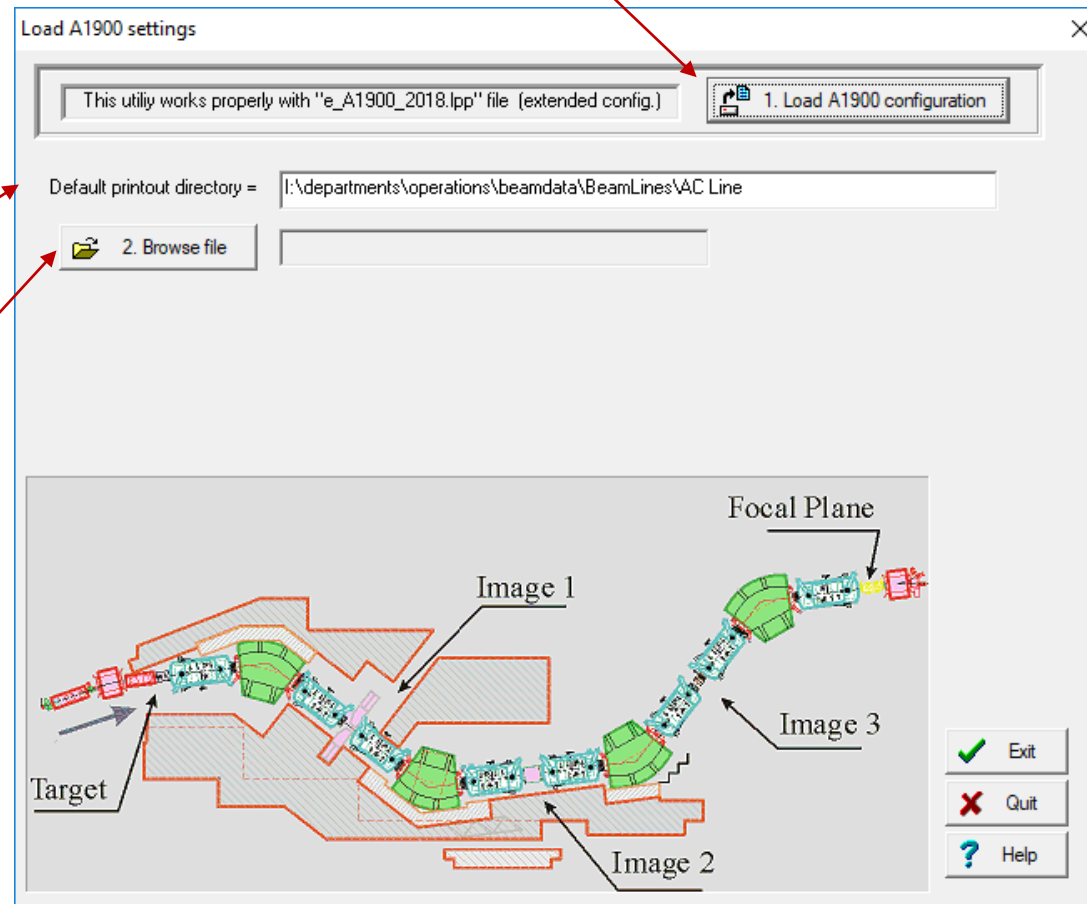 Load A1900 settings
This utiliy works properly with "e_A1900_2018.lpp" file (extended config.)
1. Load A1900 configuration
Default printout directory =
I:\departments\operations\beamdata\BeamLines\AC Line
2. Browse file
Focal Plane
Image 1
Image 3
Target
Image 2
Exit
Quit
Help